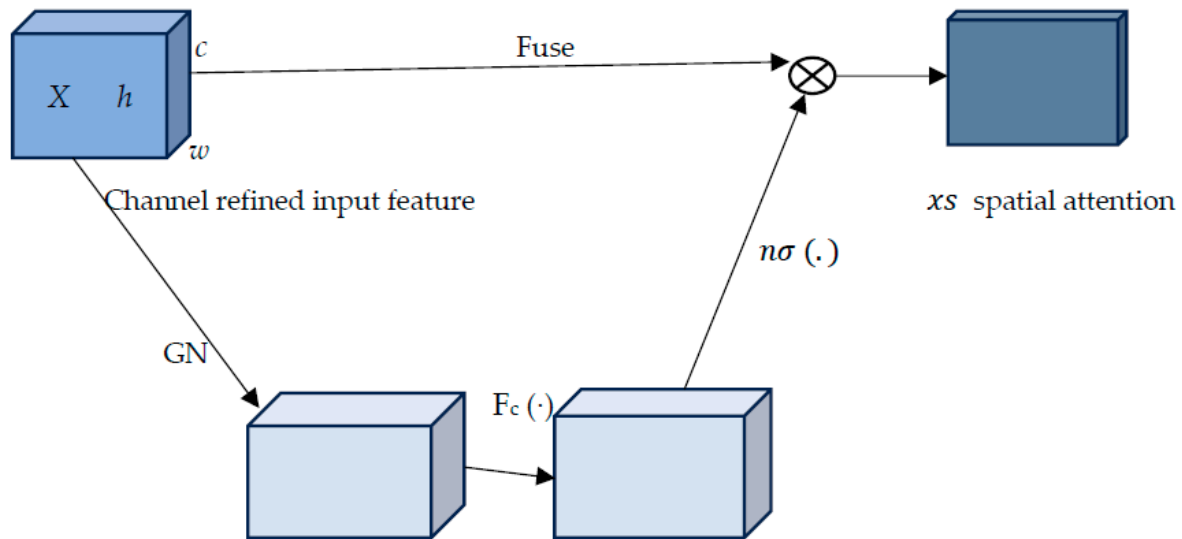 c
Fuse
X h
w
Channel refined input feature
xs spatial attention
nσ (.)
GN
Fc (·)